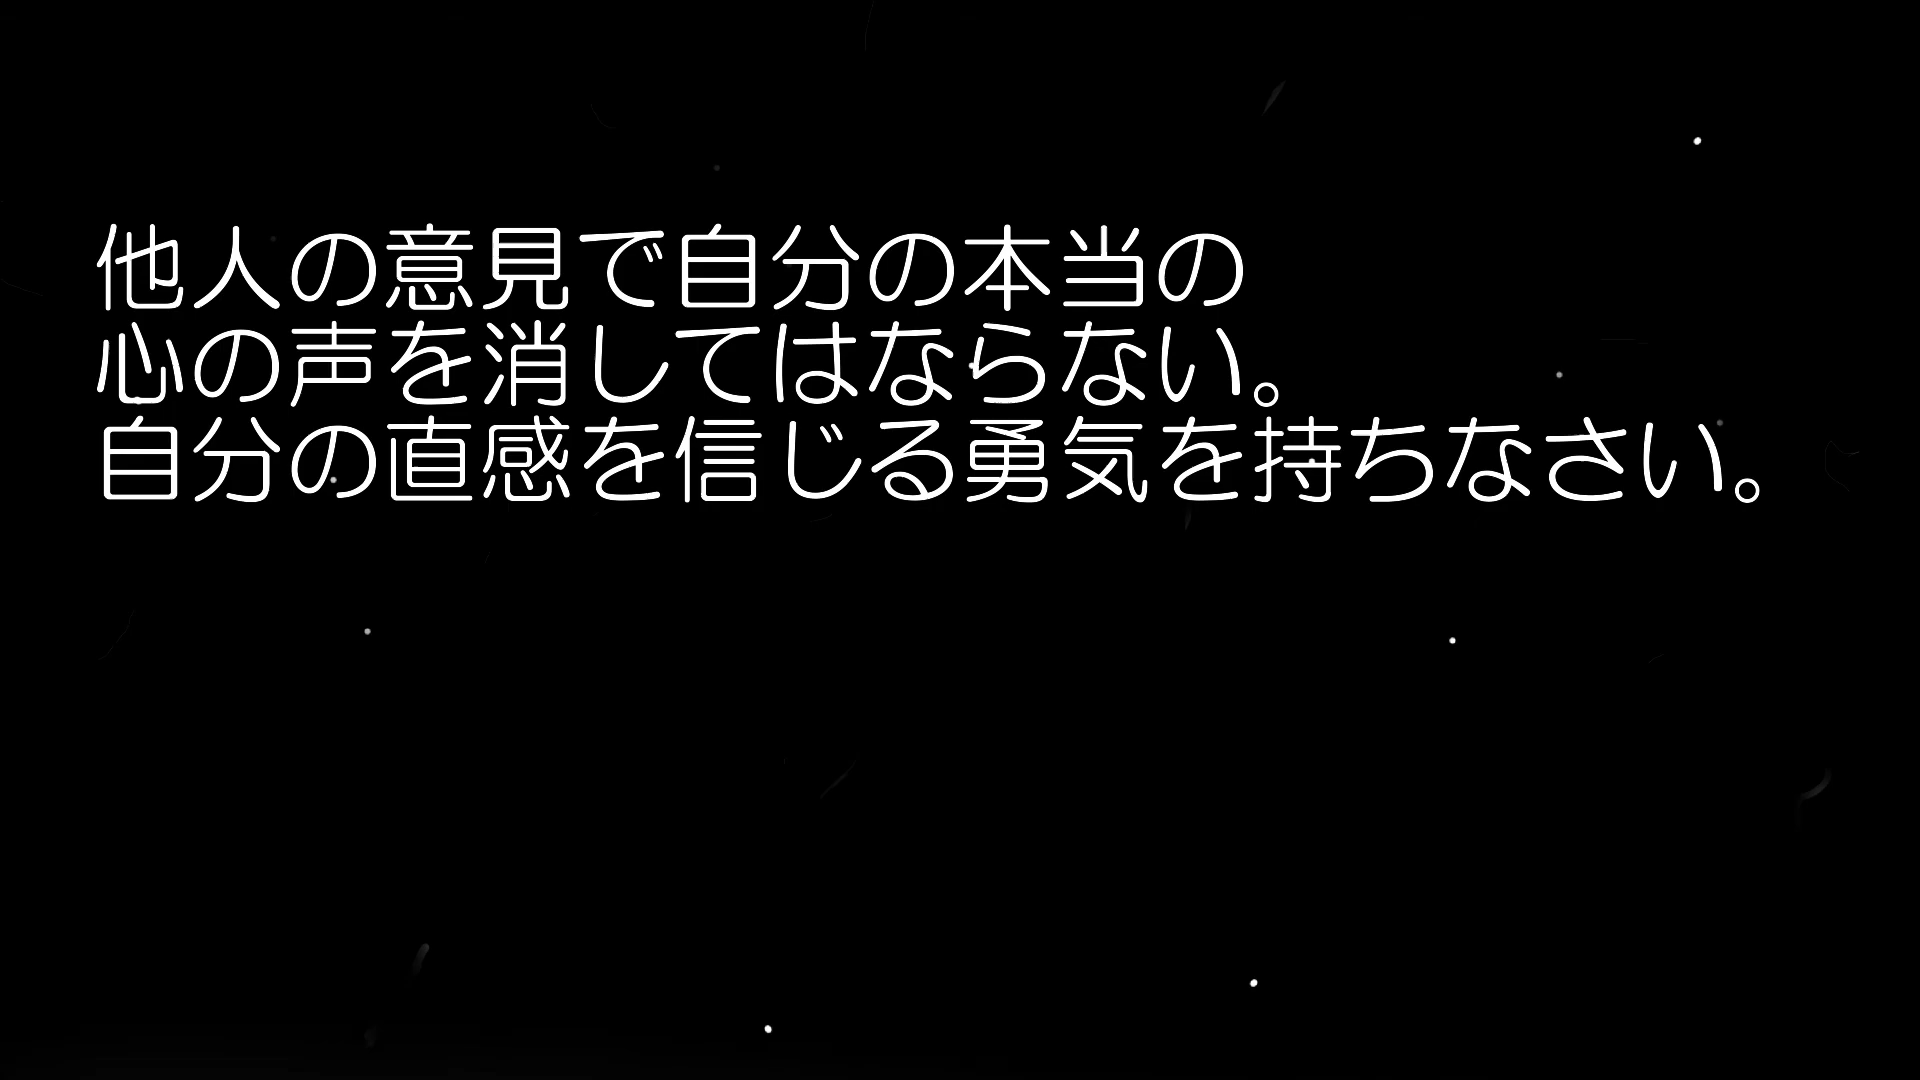 他人の意見で自分の本当の
心の声を消してはならない。
自分の直感を信じる勇気を持ちなさい。